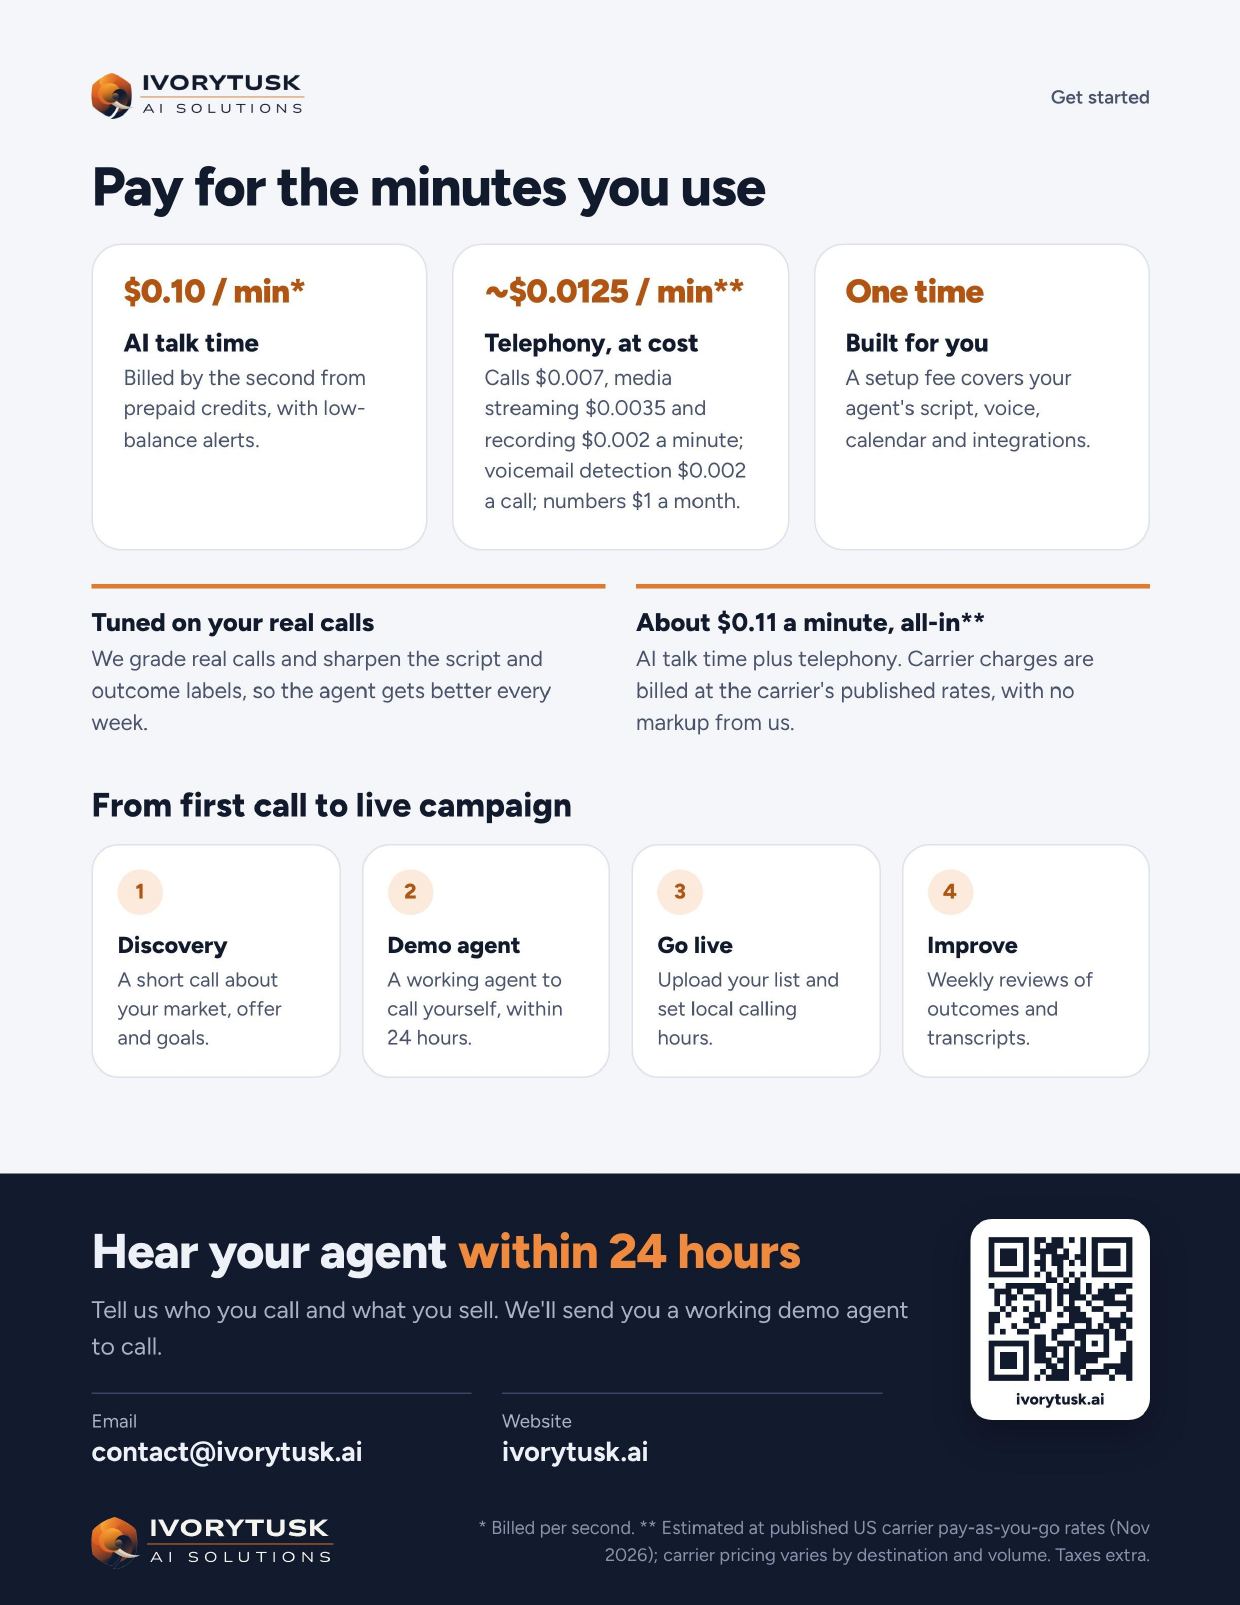 IVORYTUSK
AI SOLUTIONS
Get started
Pay for the minutes you use
$0.10 / min*
AI talk time
Billed by the second from
prepaid credits, with low-
balance alerts.
~$0.0125 / min**
Telephony, at cost
Calls $0.007, media
streaming $0.0035 and
recording $0.002 a minute;
voicemail detection $0.002
a call; numbers $1 a month.
One time
Built for you
A setup fee covers your
agent's script, voice,
calendar and integrations.
Tuned on your real calls
We grade real calls and sharpen the script and
outcome labels, so the agent gets better every
week.
About $0.11 a minute, all-in**
AI talk time plus telephony. Carrier charges are
billed at the carrier's published rates, with no
markup from us.
From first call to live campaign
1
Discovery
A short call about
your market, offer
and goals.
2
Demo agent
A working agent to
call yourself, within
24 hours.
3
Go live
Upload your list and
set local calling
hours.
4
Improve
Weekly reviews of
outcomes and
transcripts.
Hear your agent within 24 hours
Tell us who you call and what you sell. We'll send you a working demo agent
to call.
Email
contact@ivorytusk.ai
Website
ivorytusk.ai
ivorytusk.ai
IVORYTUSK
AI SOLUTIONS
* Billed per second. ** Estimated at published US carrier pay-as-you-go rates (Nov
2026); carrier pricing varies by destination and volume. Taxes extra.